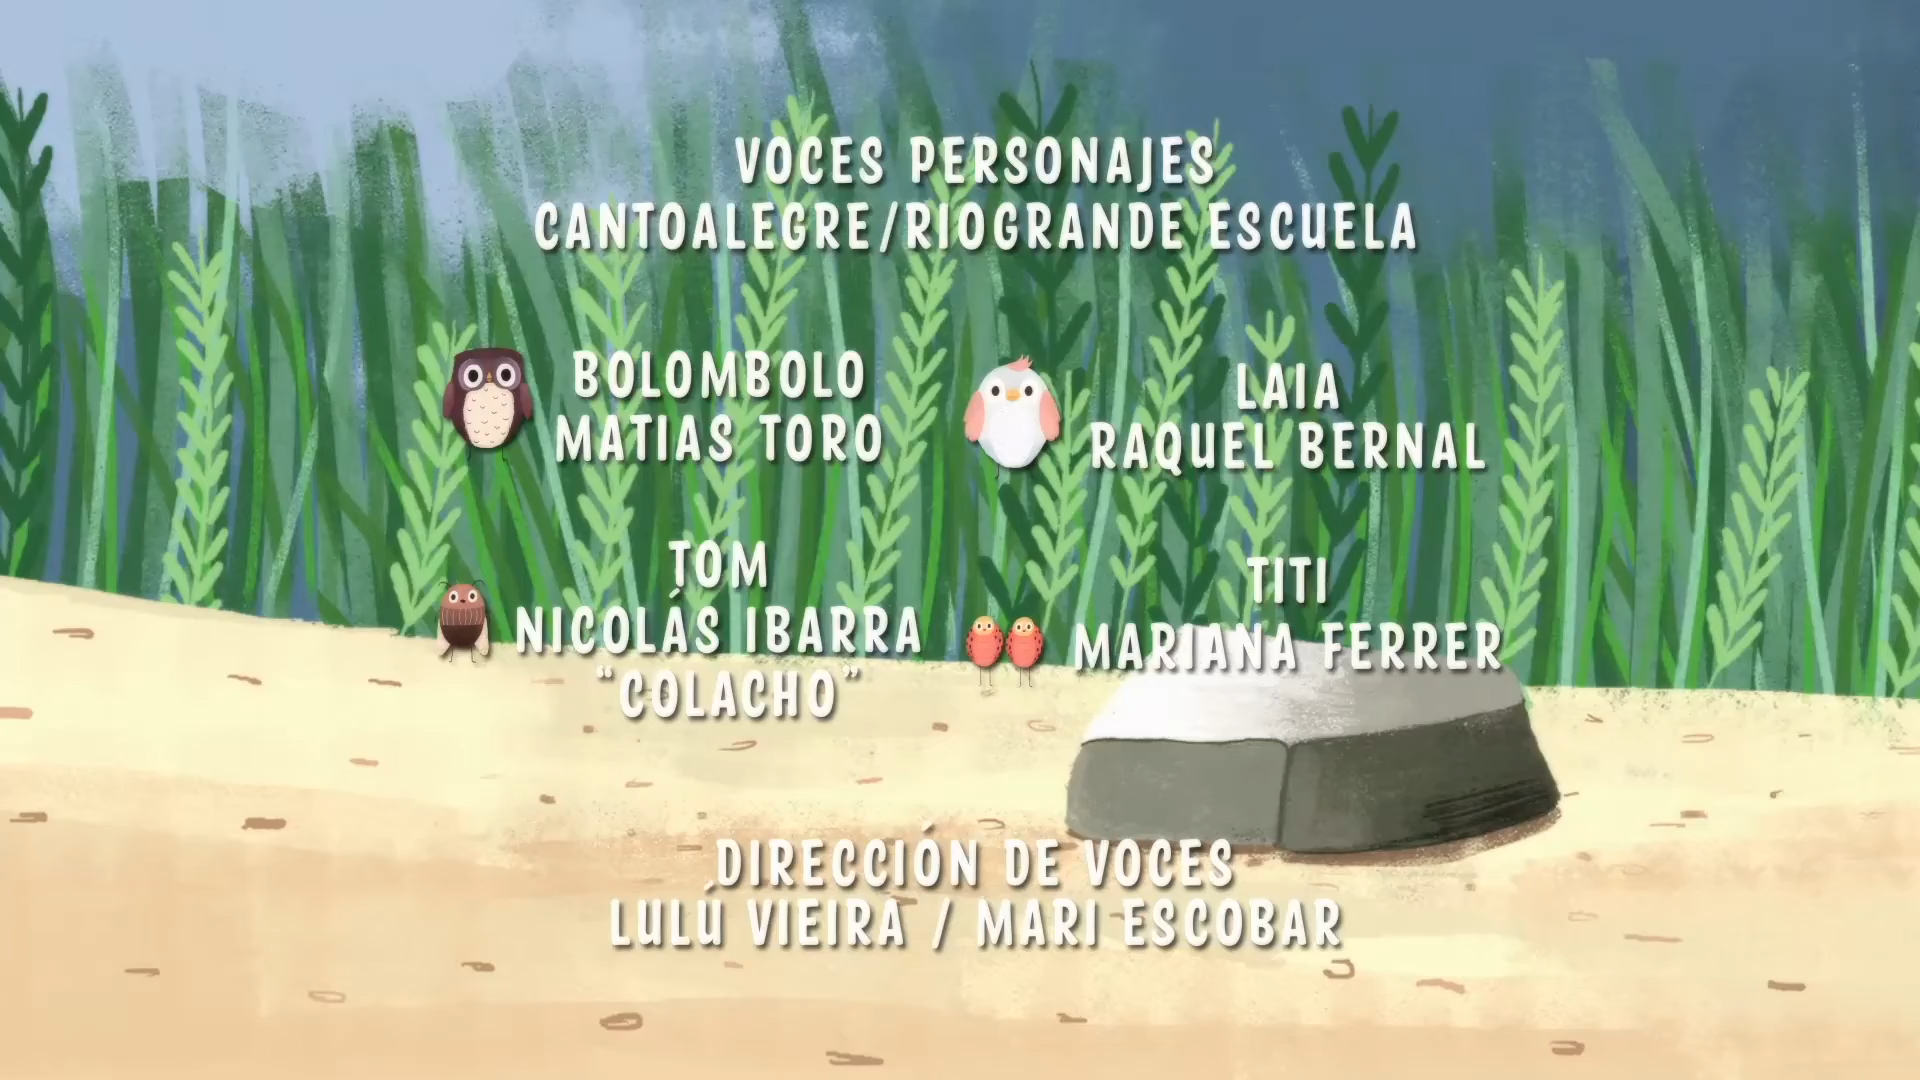 VOCES PERSONAJES
CANTOALEGRE/RIOGRANDE ESCUELA
BOLOMBOLO
MATIAS TORO
LAIA
RAQUEL BERNAL
TOM
NICOLÁS IBARRA
"COLACHO"
TITI
MARIANA FERRER
DIRECCIÓN DE VOCES
LULÚ VIEIRA / MARI ESCOBAR